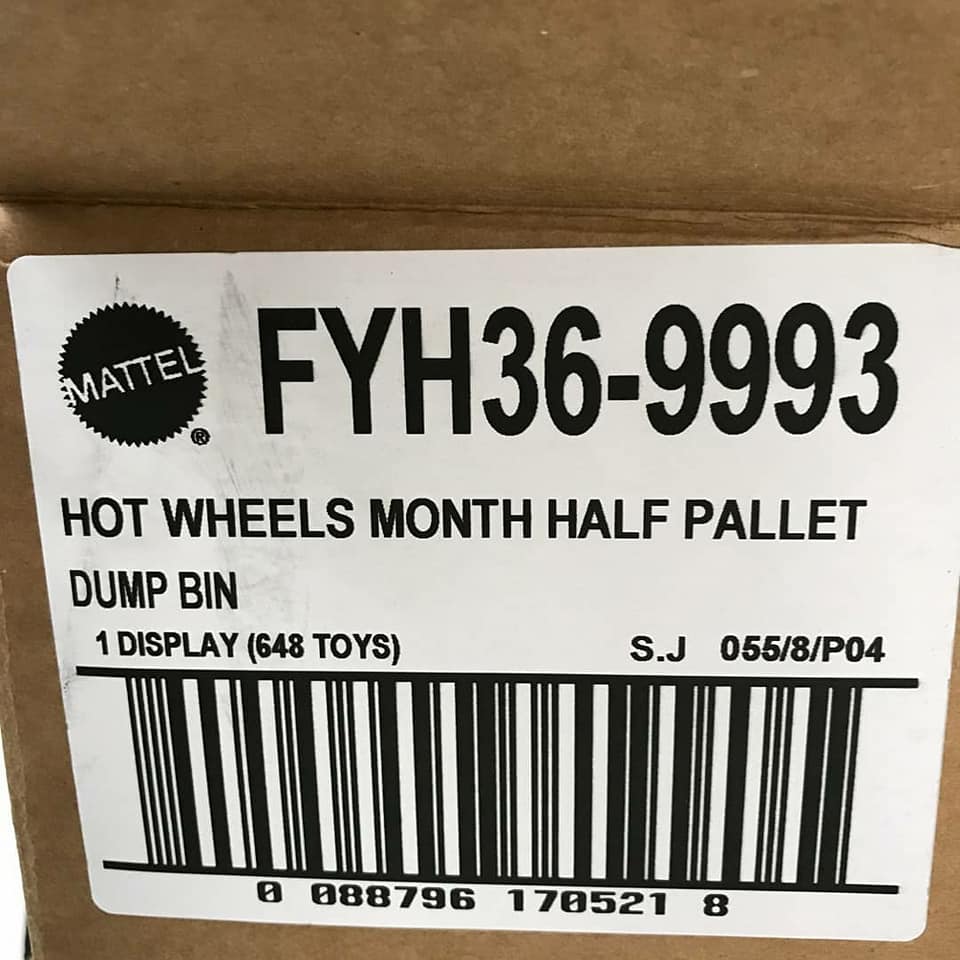 MATTEL
®
FYH36-9993
HOT WHEELS MONTH HALF PALLET
DUMP BIN
1 DISPLAY (648 TOYS) S.J 055/8/P04
0 088796 170521 8